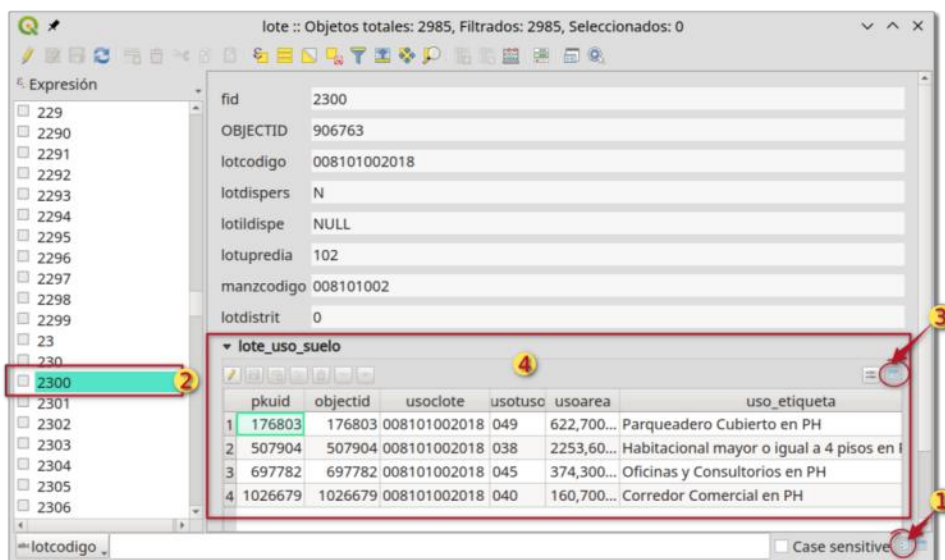 lote :: Objetos totales: 2985, Filtrados: 2985, Seleccionados: 0
Expresión
229
2290
2291
2292
2293
2294
2295
2296
2297
2298
2299
23
230
2300
2
2301
2302
2303
2304
2305
2306
fid 2300
OBJECTID 906763
lotcodigo 008101002018
lotdispers N
lotildispe NULL
lotupredia 102
manzcodigo 008101002
lotdistrit 0
3
lote_uso_suelo
4
pkuid objectid usoclote usotuso usoarea uso_etiqueta
1 176803 176803 008101002018 049 622,700... Parqueadero Cubierto en PH
2 507904 507904 008101002018 038 2253,60... Habitacional mayor o igual a 4 pisos en
3 697782 697782 008101002018 045 374,300... Oficinas y Consultorios en PH
4 1026679 1026679 008101002018 040 160,700... Corredor Comercial en PH
1
lotcodigo
Case sensitive